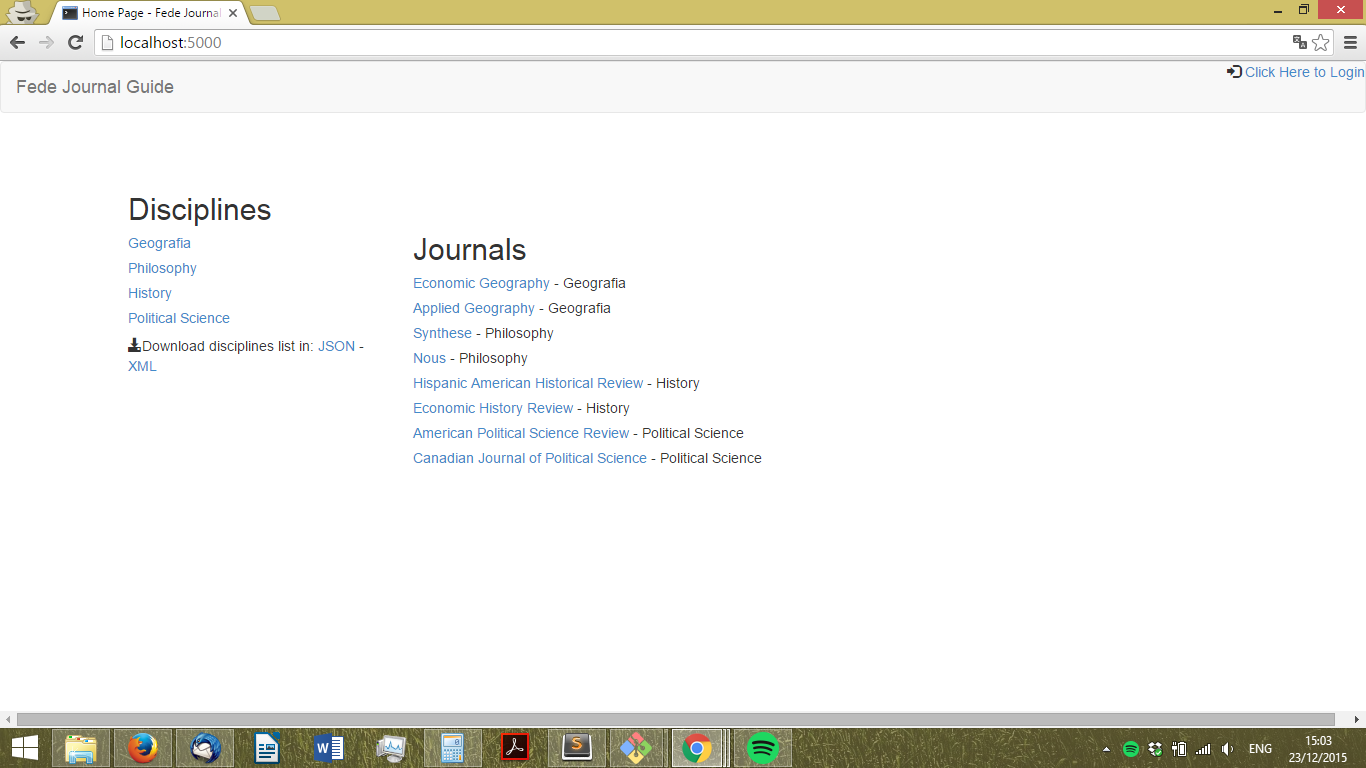 Home Page - Fede Journal
localhost:5000
Click Here to Login
Fede Journal Guide
Disciplines
Geografia
Philosophy
History
Political Science
Download disciplines list in: JSON -
XML
Journals
Economic Geography - Geografia
Applied Geography - Geografia
Synthese - Philosophy
Nous - Philosophy
Hispanic American Historical Review - History
Economic History Review - History
American Political Science Review - Political Science
Canadian Journal of Political Science - Political Science
ENG
15:03
23/12/2015